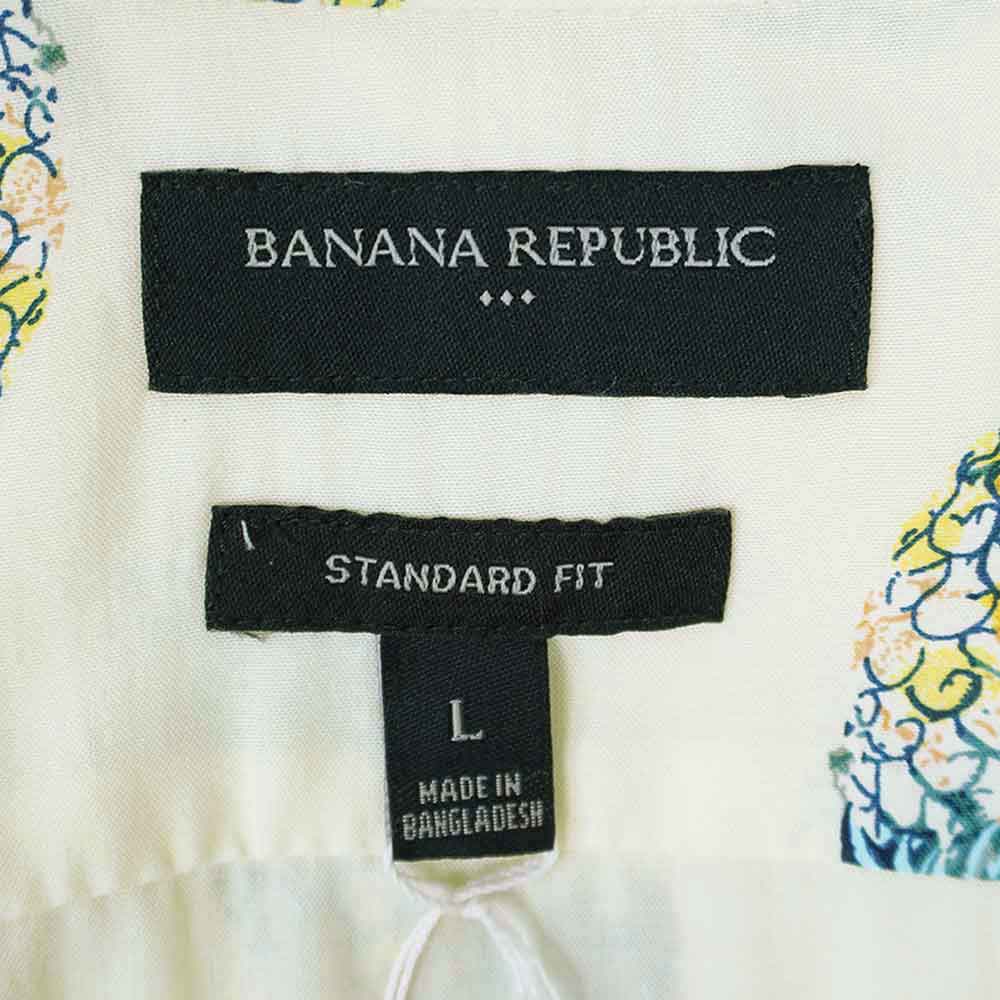 BANANA REPUBLIC
STANDARD FIT
L
MADE IN
BANGLADESH